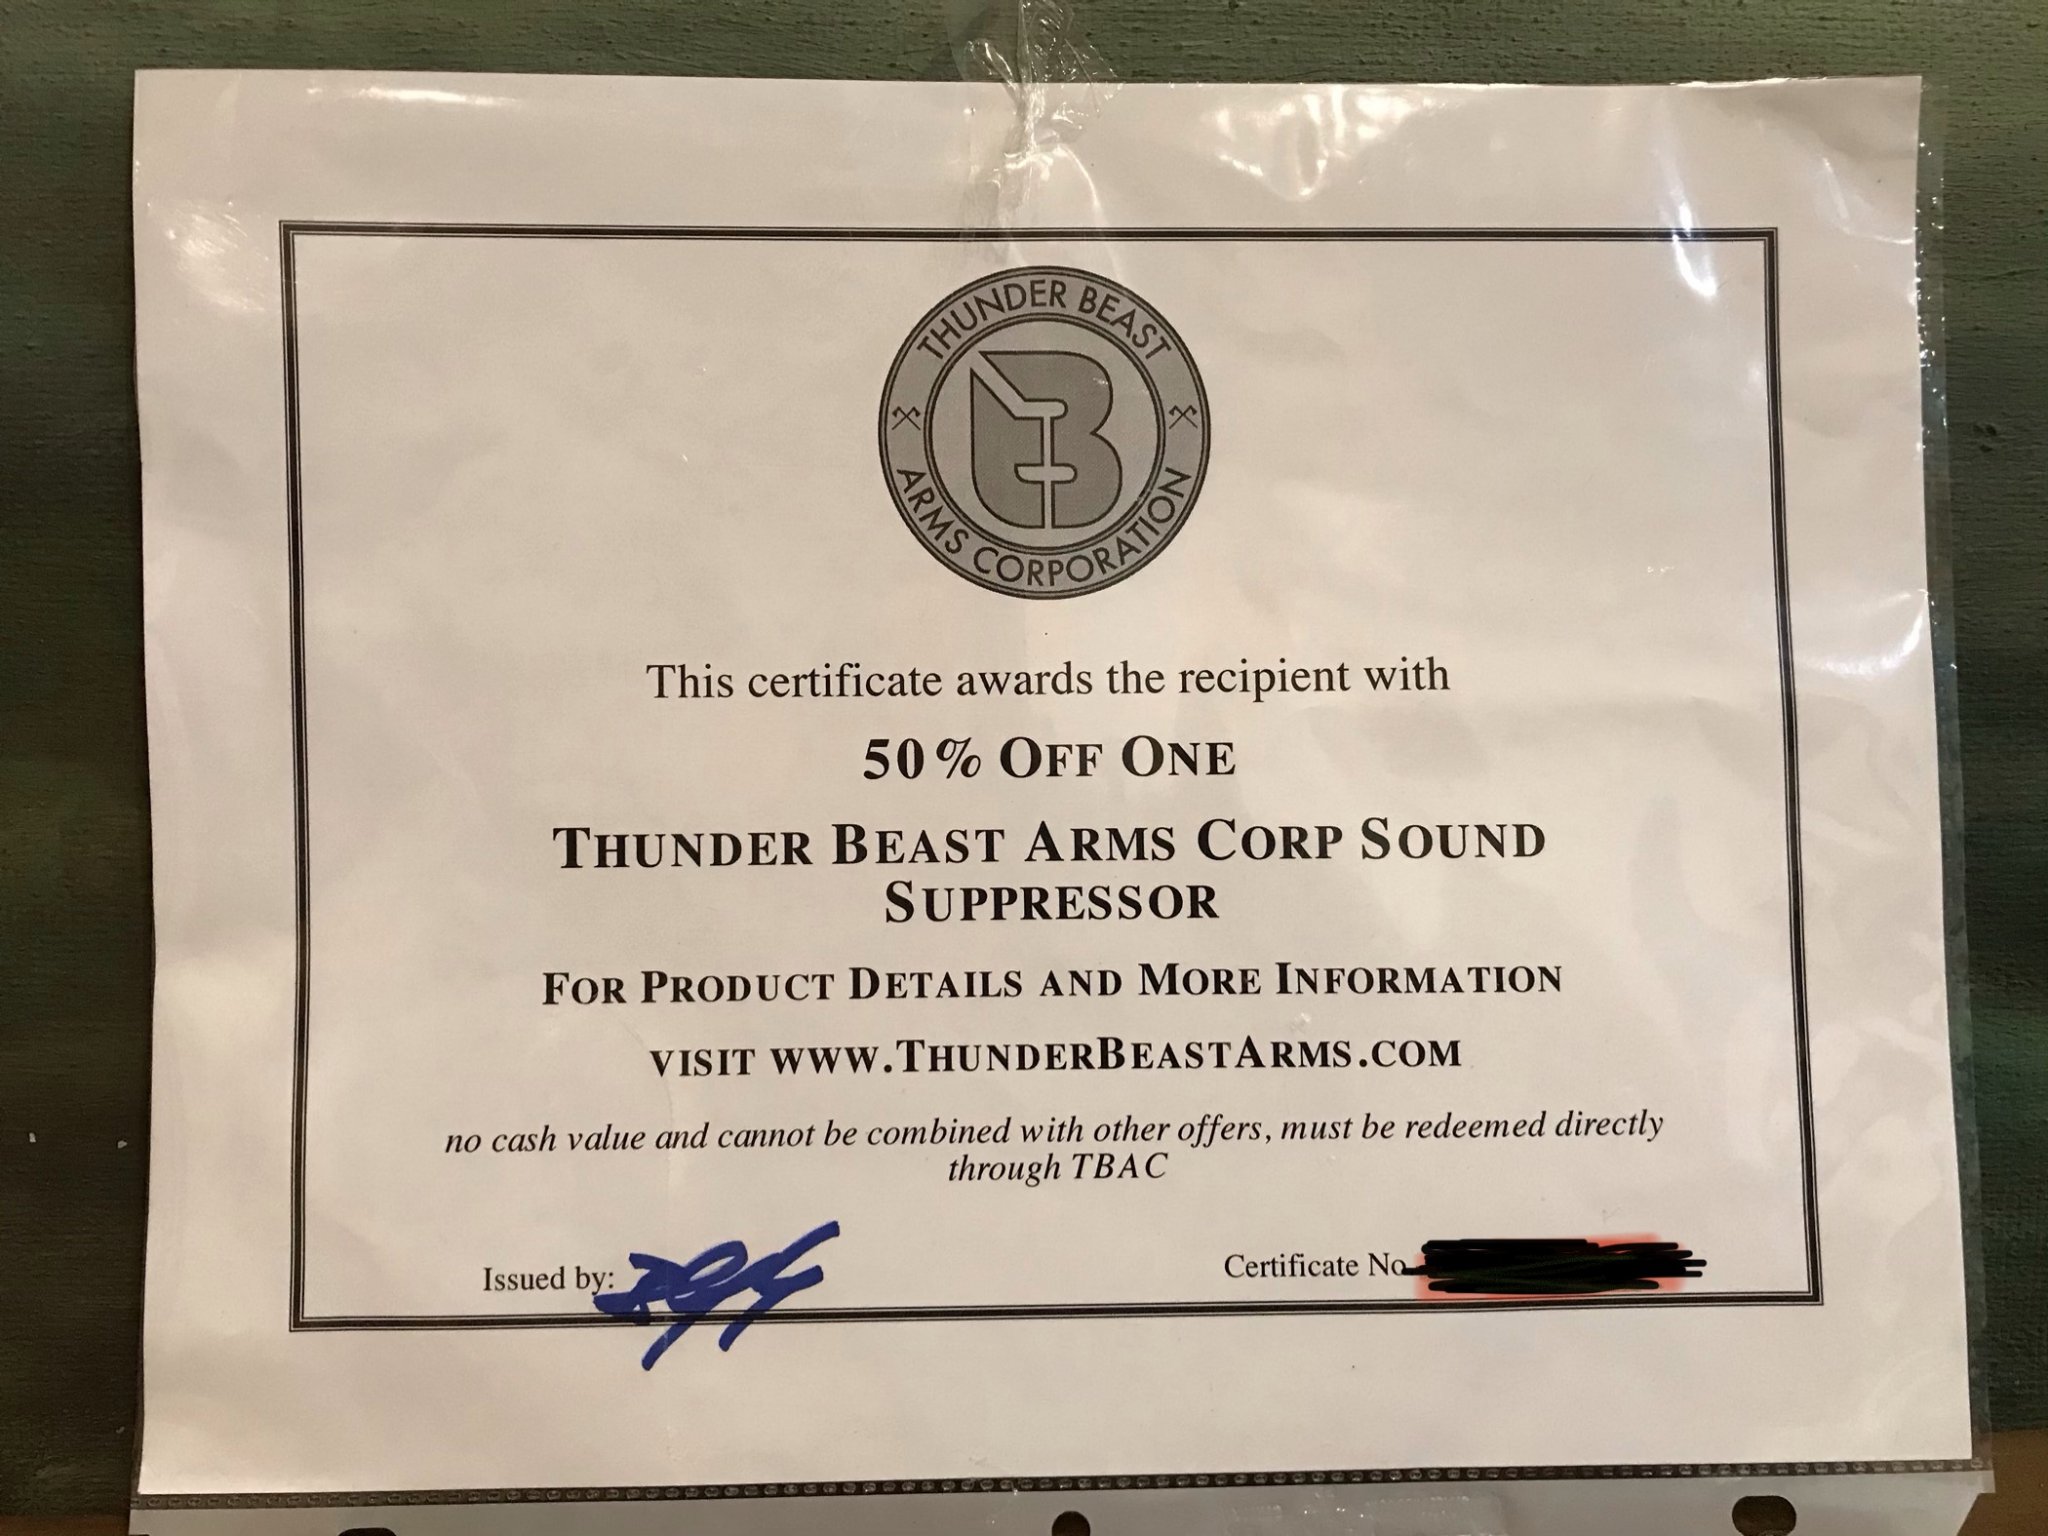 THUNDER BEAST
ARMS CORPORATION
This certificate awards the recipient with
50% OFF ONE
THUNDER BEAST ARMS CORP SOUND
SUPPRESSOR
FOR PRODUCT DETAILS AND MORE INFORMATION
VISIT WWW.THUNDERBEASTARMS.COM
no cash value and cannot be combined with other offers, must be redeemed directly
through TBAC
Issued by:
Certificate No